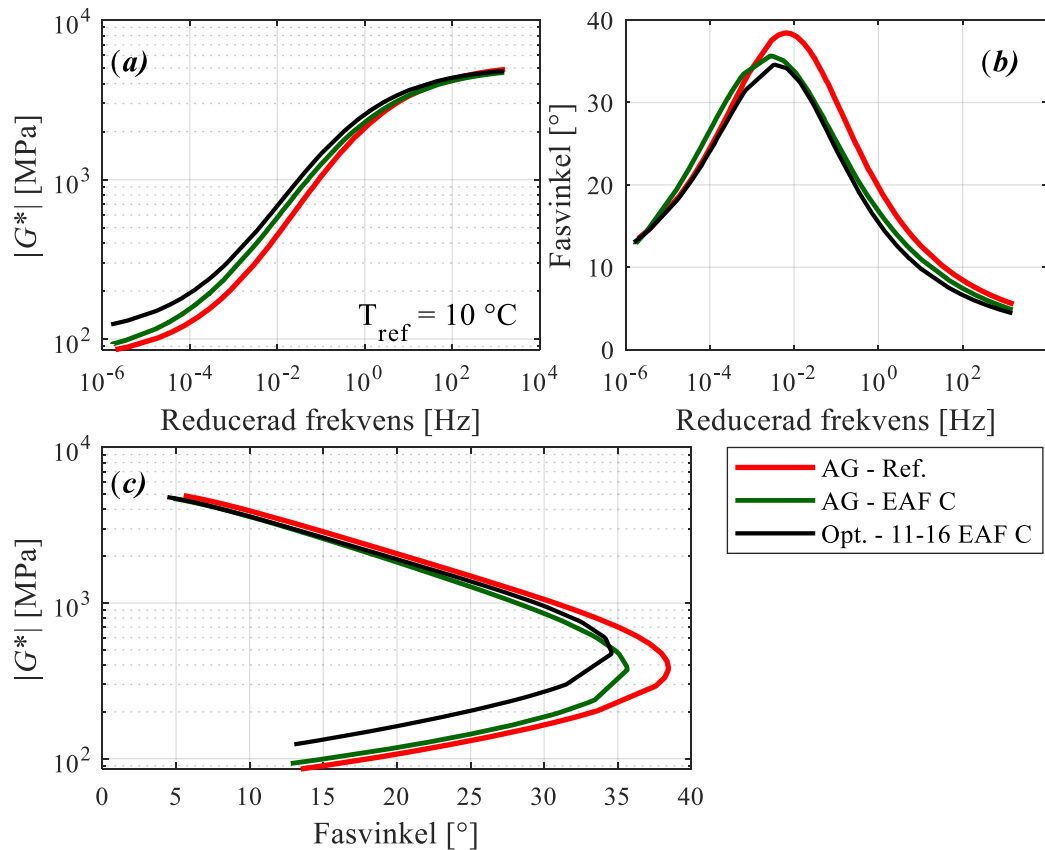 (a)
|G*| [MPa]
10^4
10^3
10^2
T_ref = 10 °C
10^-6 10^-4 10^-2 10^0 10^2 10^4
Reducerad frekvens [Hz]
(b)
Fasvinkel [°]
40
30
20
10
0
10^-6 10^-4 10^-2 10^0 10^2
Reducerad frekvens [Hz]
(c)
|G*| [MPa]
10^4
10^3
10^2
0 5 10 15 20 25 30 35 40
Fasvinkel [°]
AG - Ref.
AG - EAF C
Opt. - 11-16 EAF C